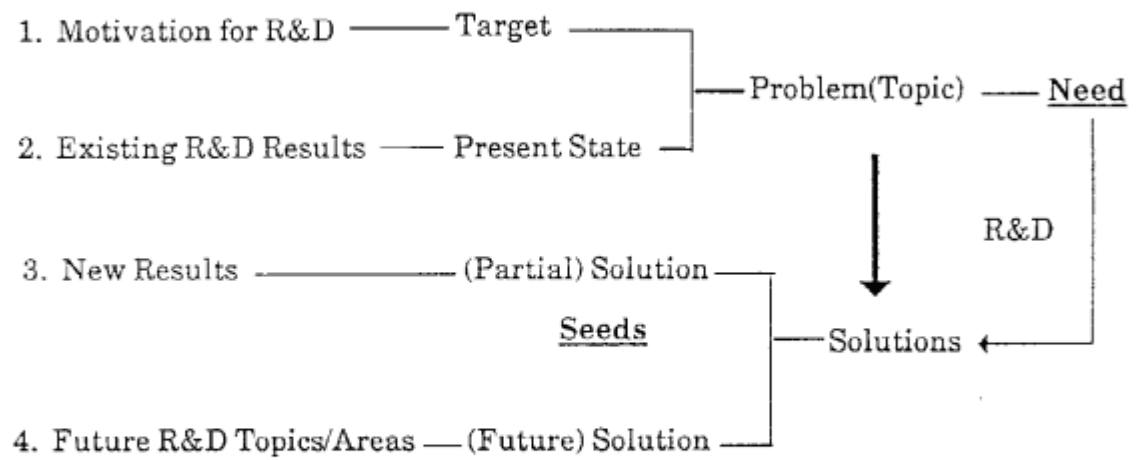 1. Motivation for R&D Target
Problem(Topic) Need
2. Existing R&D Results Present State
R&D
3. New Results (Partial) Solution
Seeds
Solutions
4. Future R&D Topics/Areas (Future) Solution